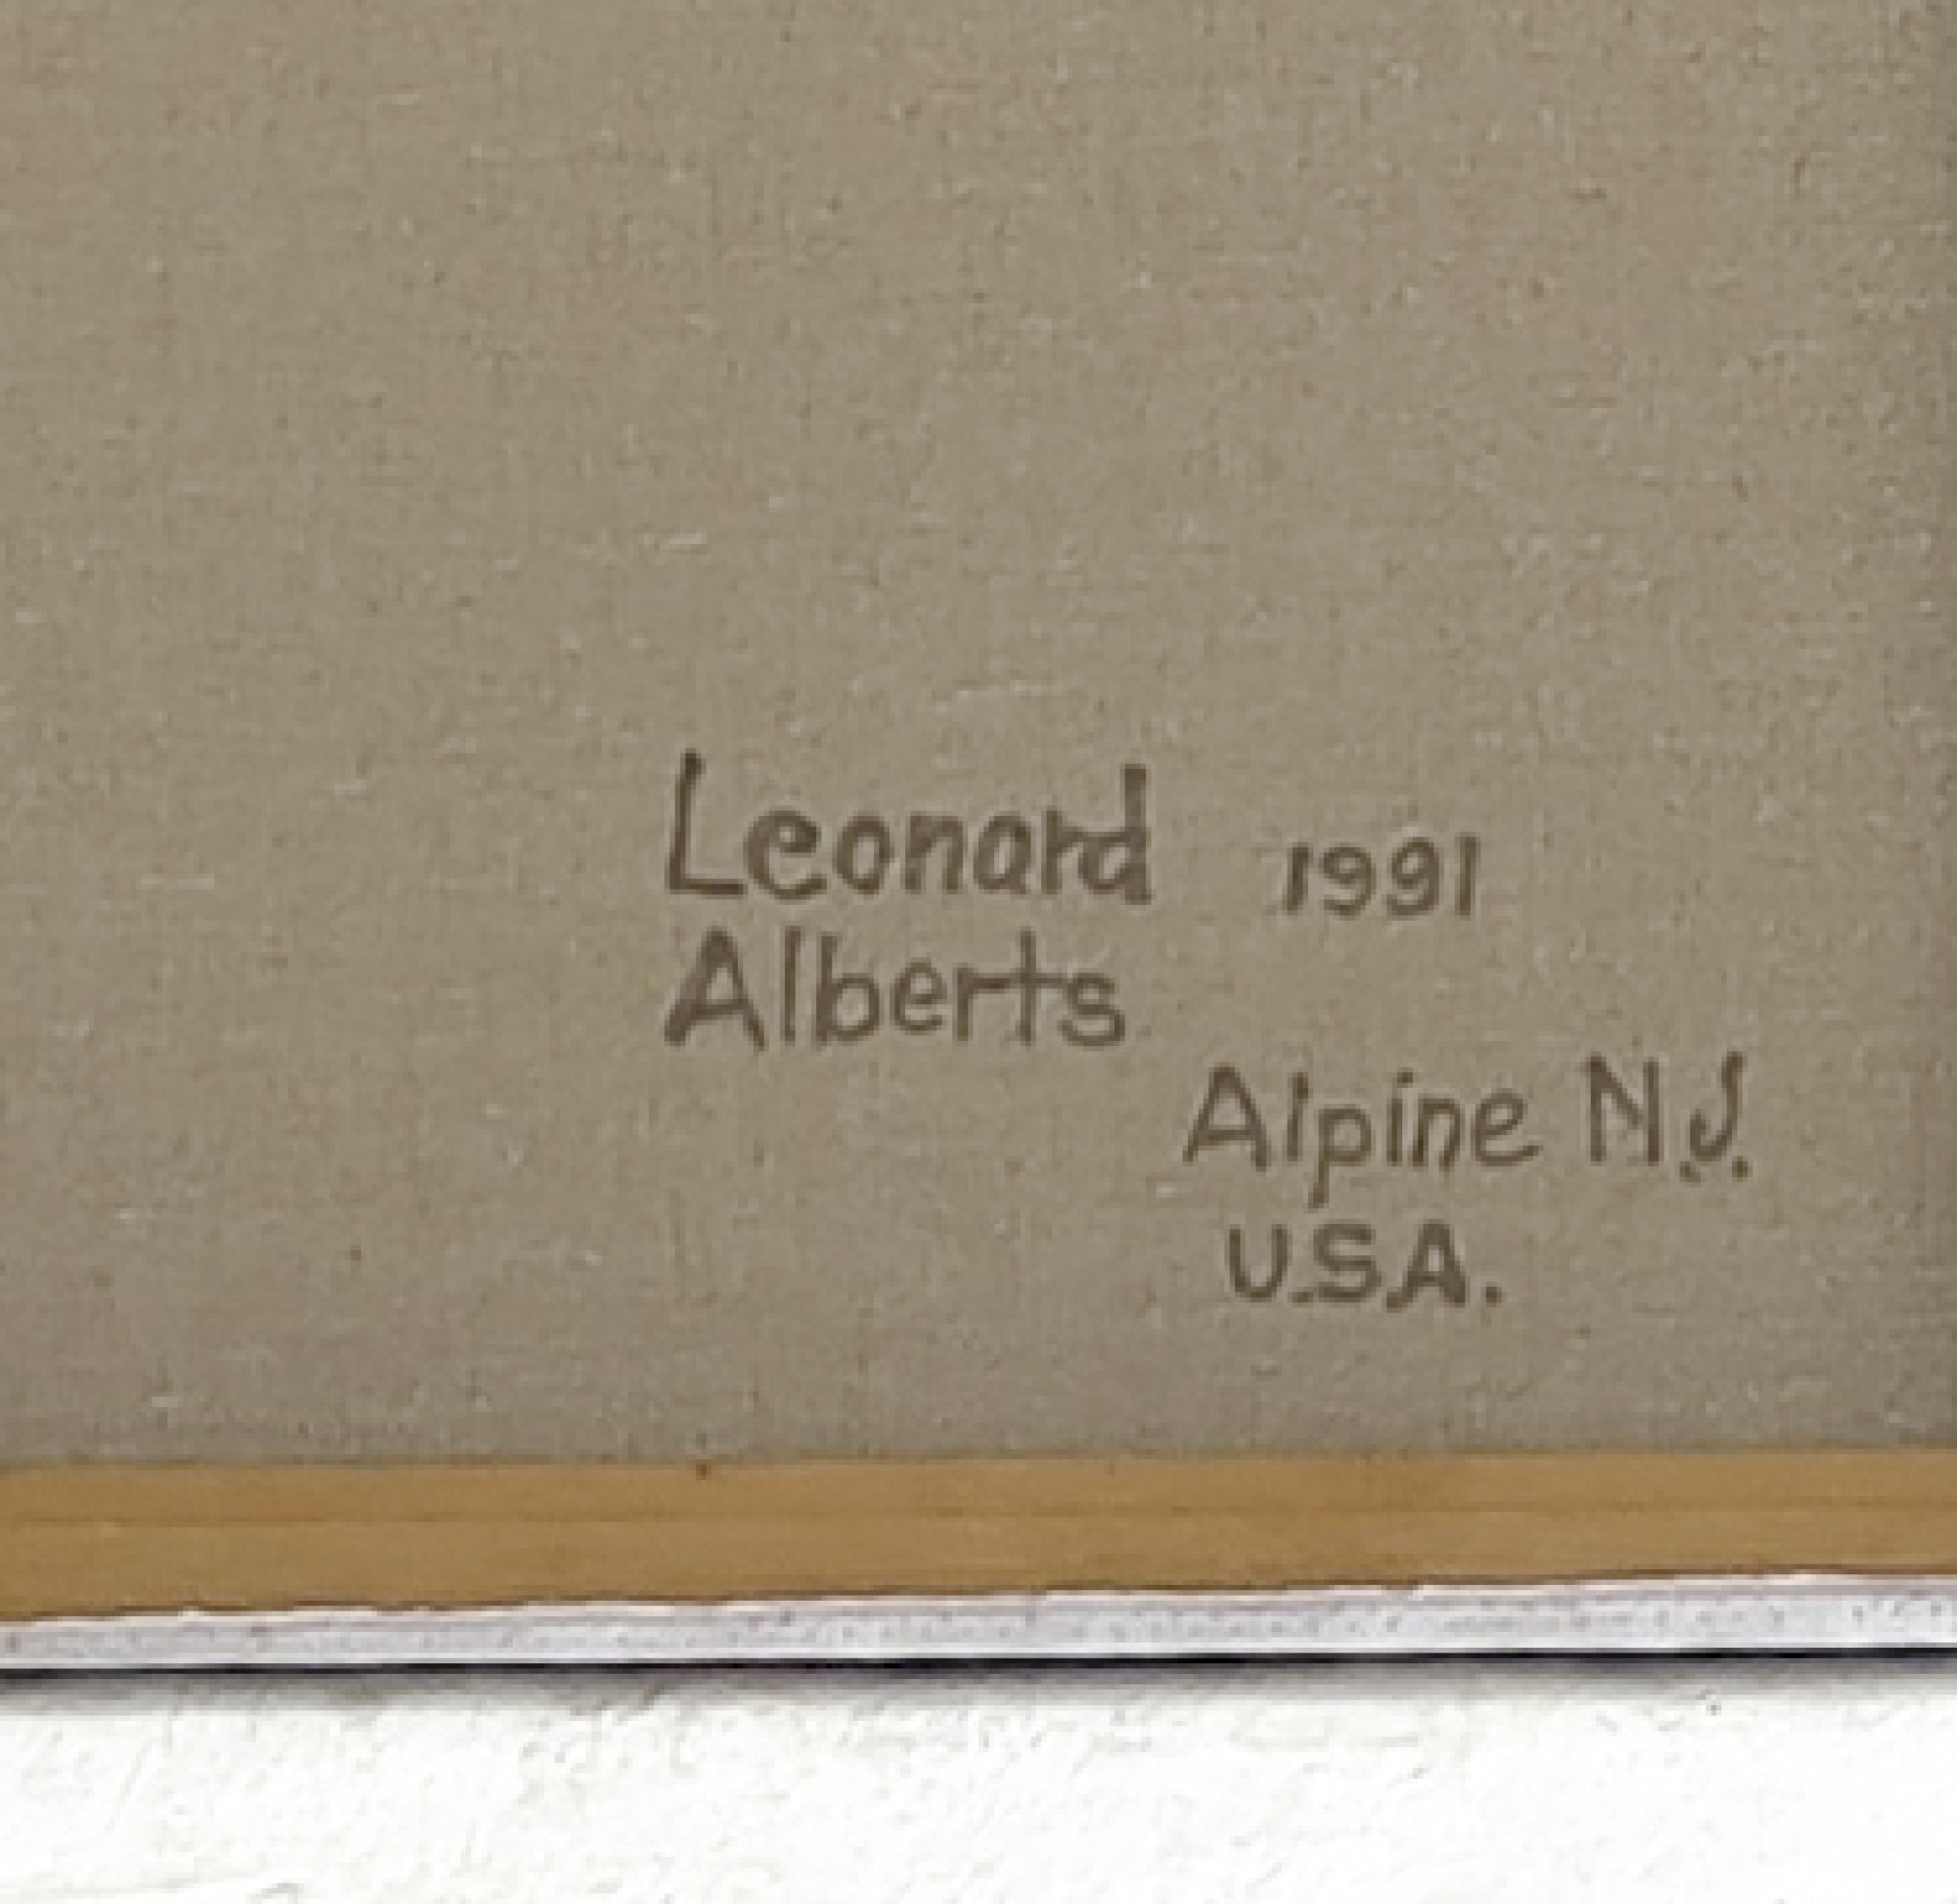 Leonard 1991
Alberts
Alpine N.J.
U.S.A.